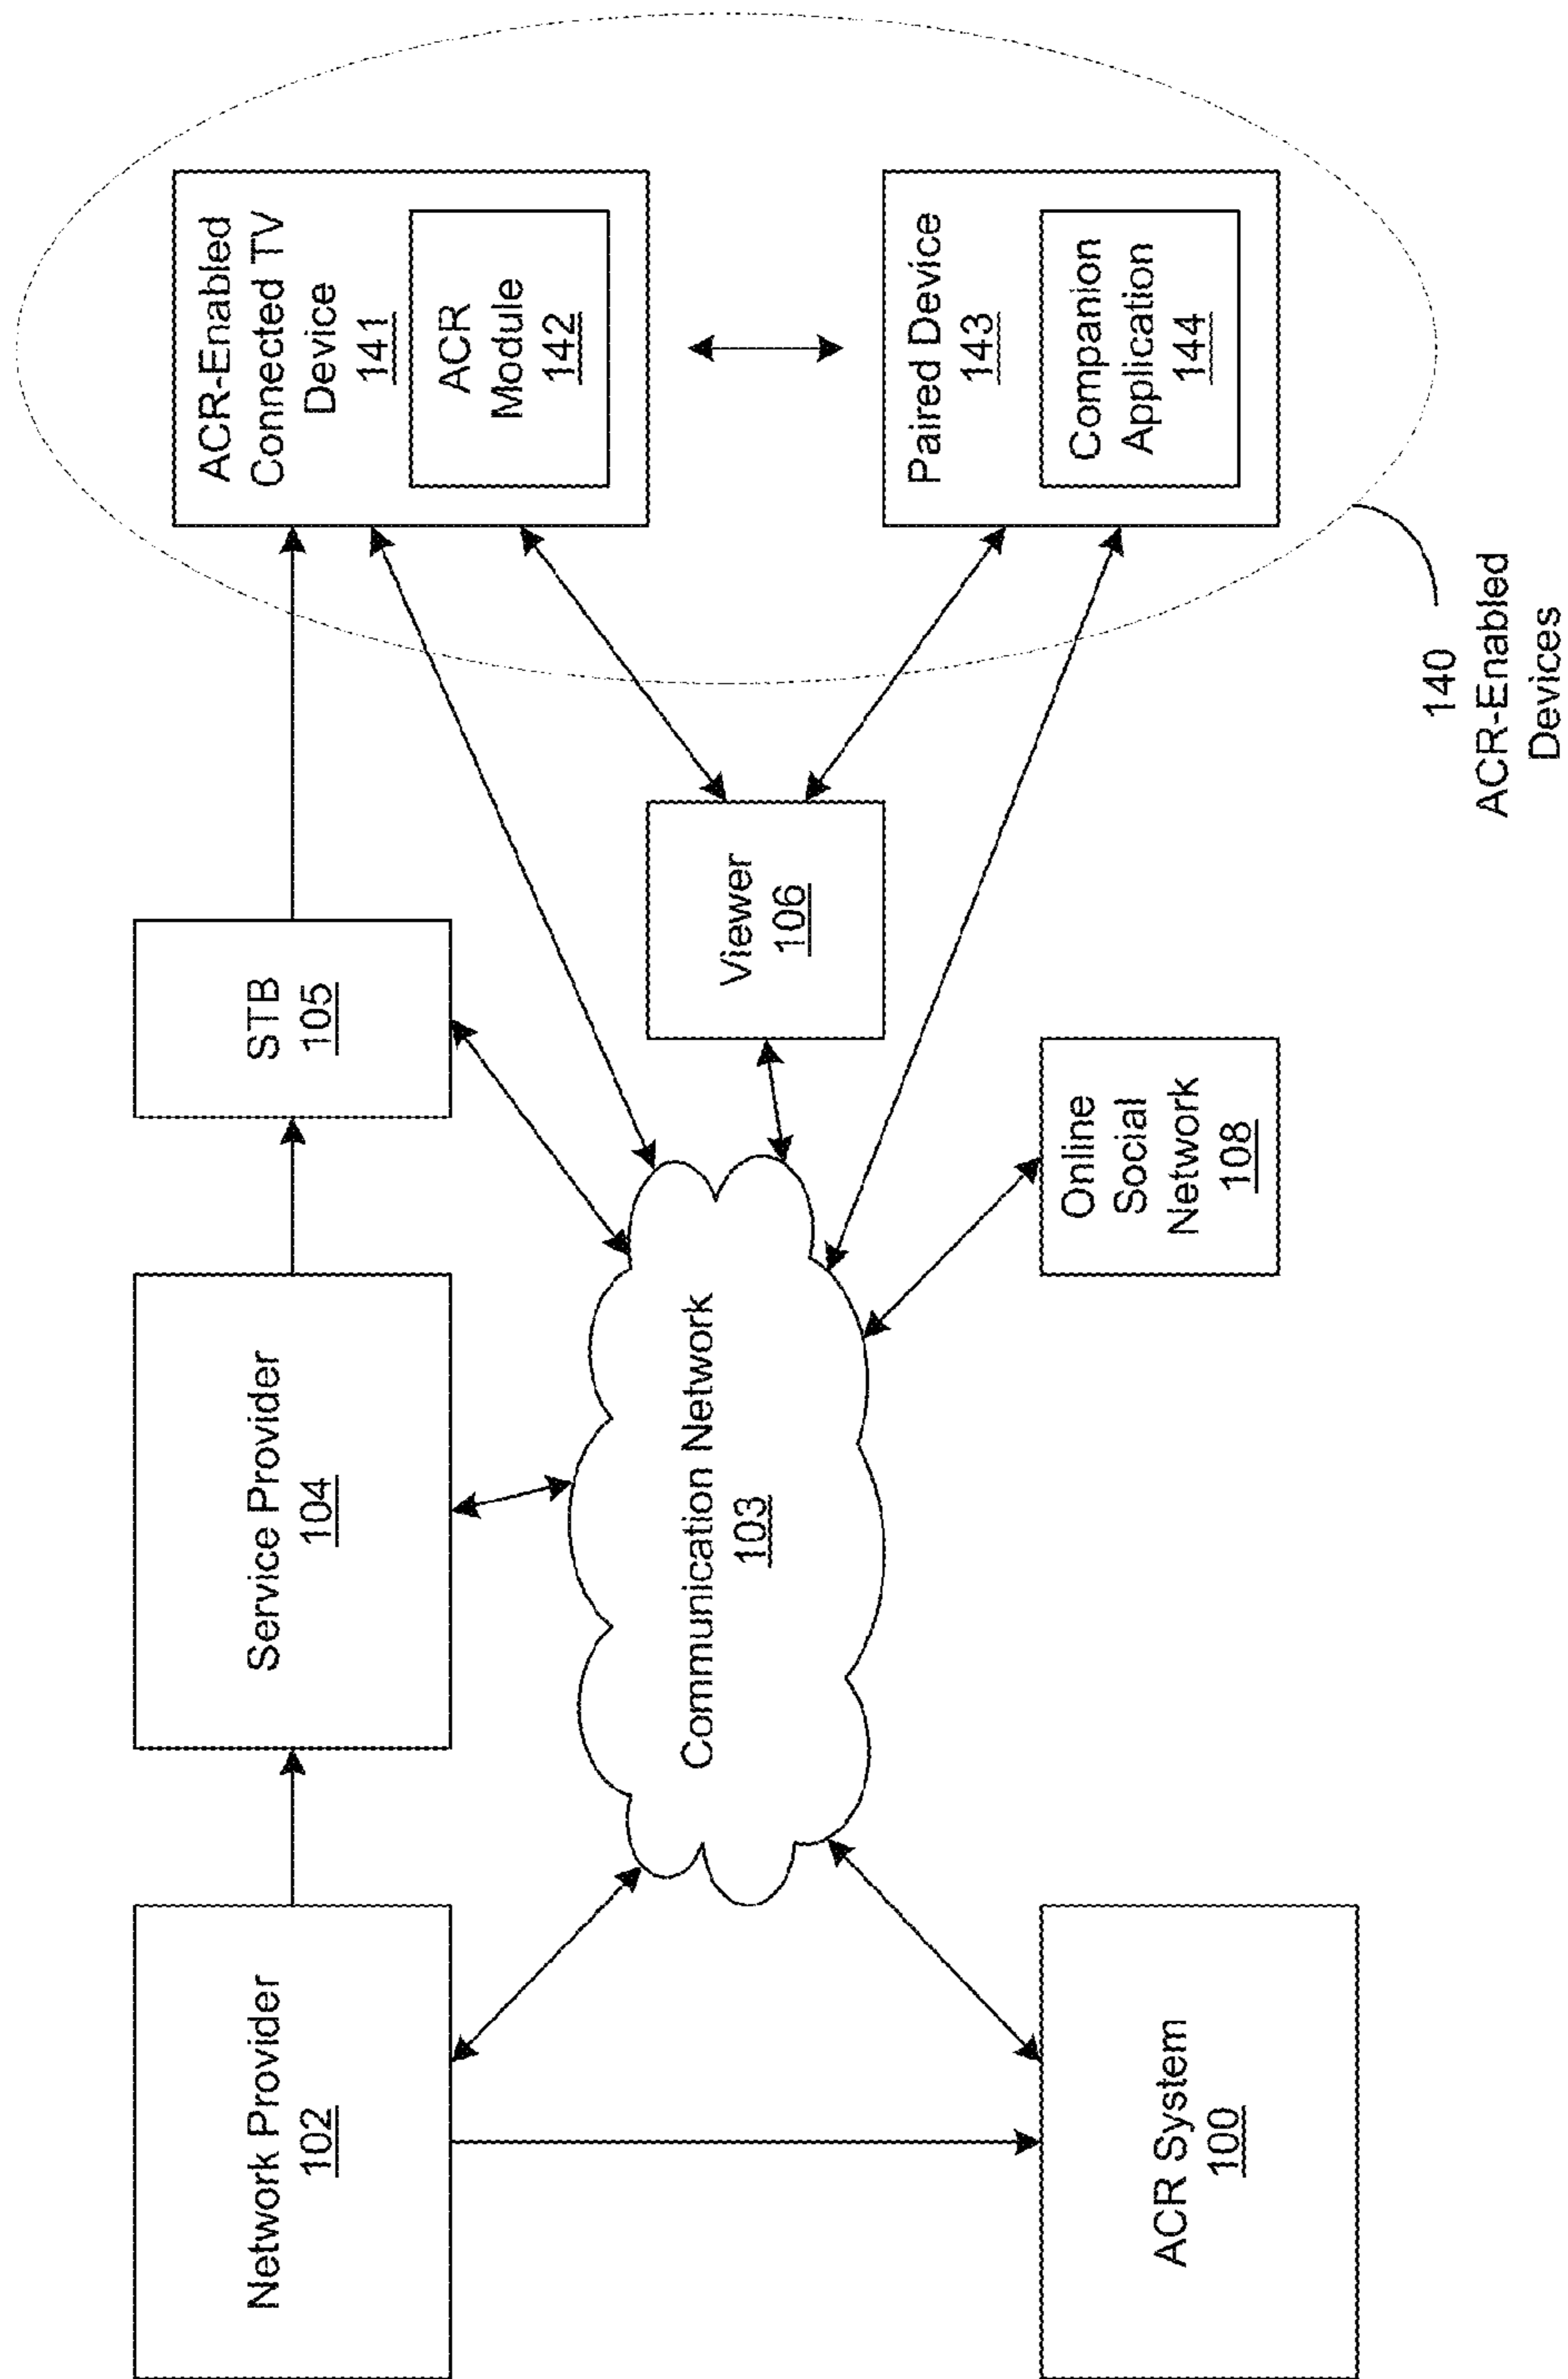 Network Provider
102
Service Provider
104
STB
105
ACR-Enabled
Connected TV
Device
141
ACR
Module
142
Communication Network
103
Viewer
106
Paired Device
143
Companion
Application
144
ACR System
100
Online
Social
Network
108
140
ACR-Enabled
Devices